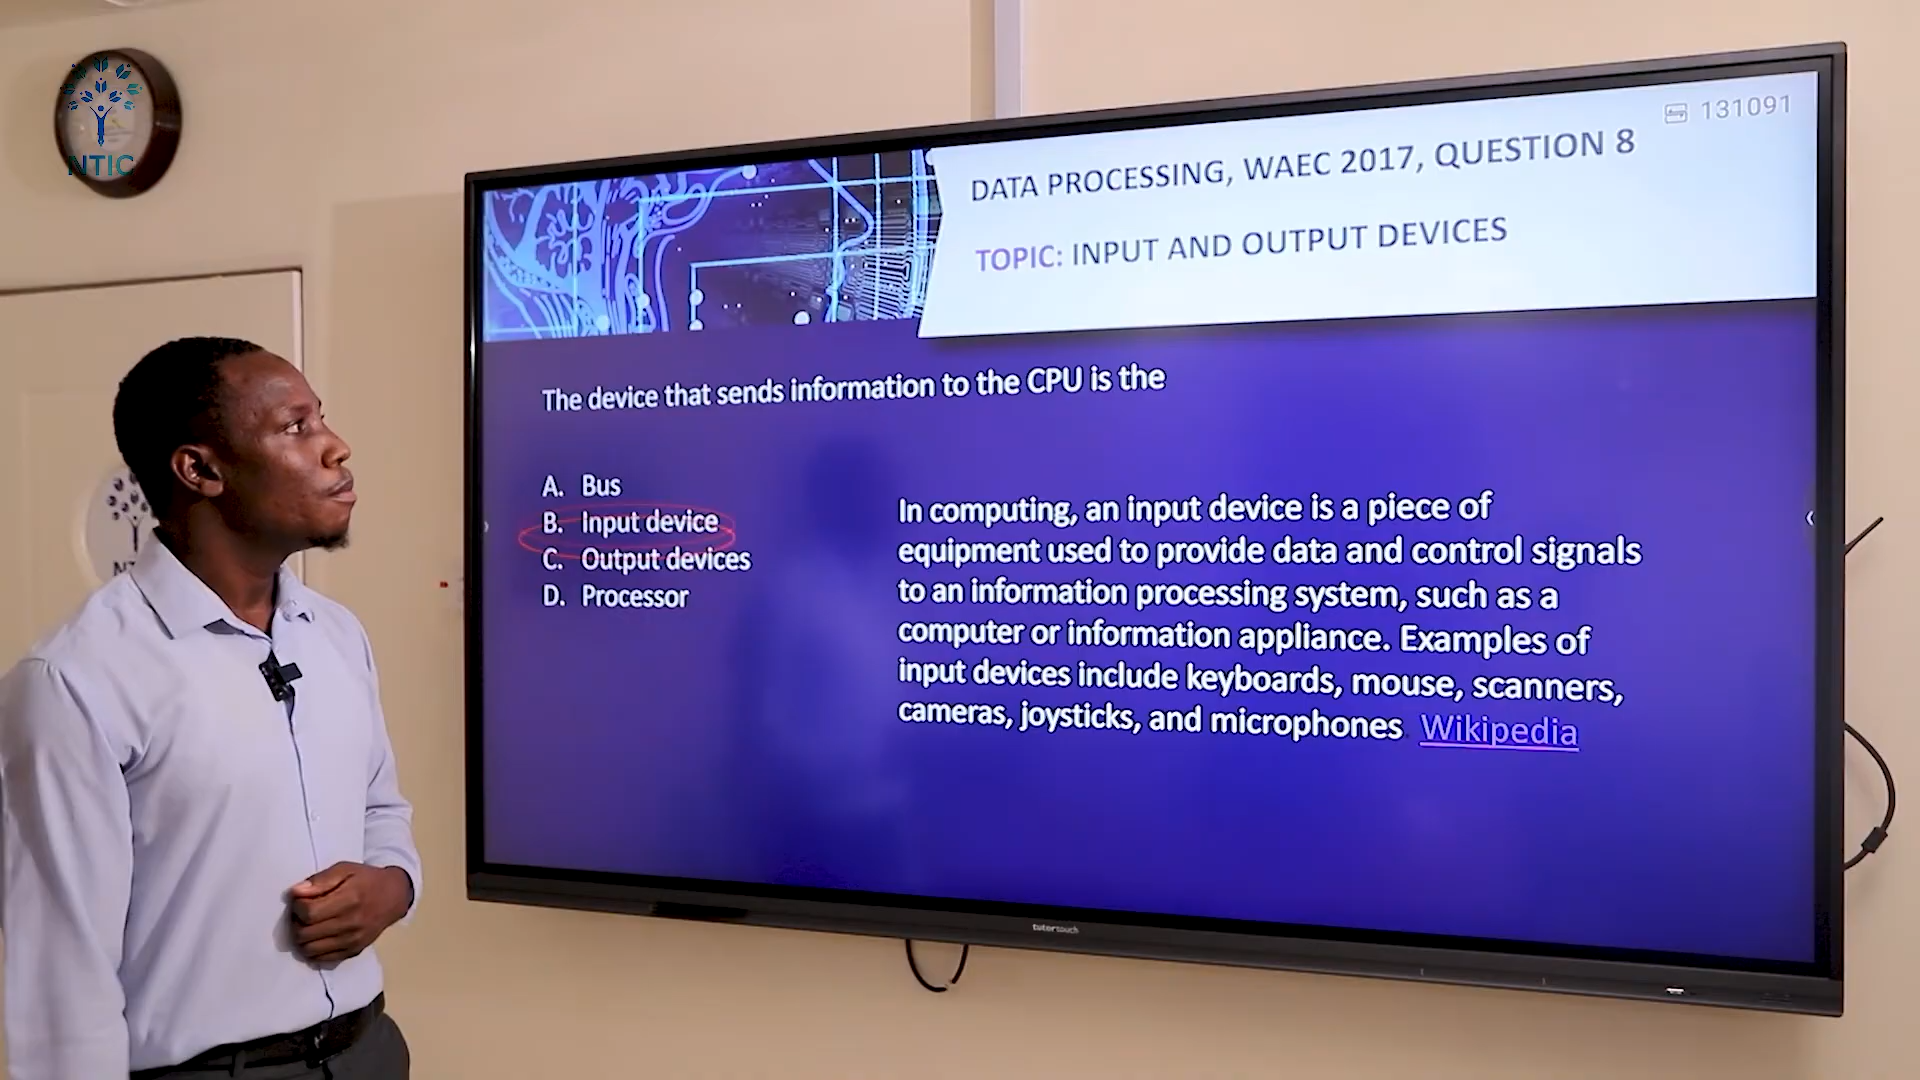 NTIC
131091
DATA PROCESSING, WAEC 2017, QUESTION 8
TOPIC: INPUT AND OUTPUT DEVICES
The device that sends information to the CPU is the
A. Bus
B. Input device
C. Output devices
D. Processor
In computing, an input device is a piece of
equipment used to provide data and control signals
to an information processing system, such as a
computer or information appliance. Examples of
input devices include keyboards, mouse, scanners,
cameras, joysticks, and microphones. Wikipedia
tutortouch